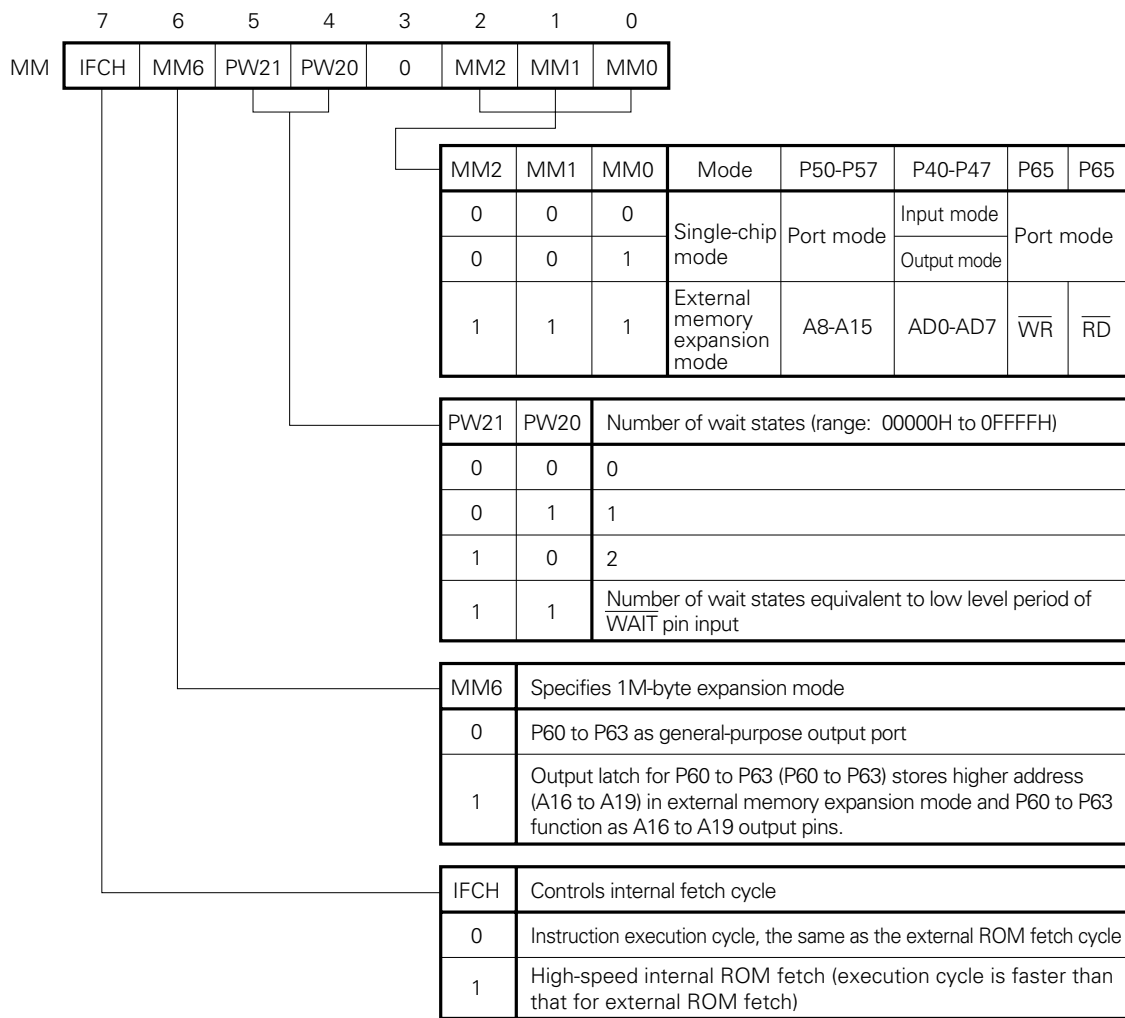 7 6 5 4 3 2 1 0
MM IFCH MM6 PW21 PW20 0 MM2 MM1 MM0
MM2 MM1 MM0 Mode P50-P57 P40-P47 P65 P65
0 0 0 Single-chip mode Port mode Input mode Port mode
0 0 1 Output mode
1 1 1 External memory expansion mode A8-A15 AD0-AD7 W̅R̅ R̅D̅
PW21 PW20 Number of wait states (range: 00000H to 0FFFFH)
0 0 0
0 1 1
1 0 2
1 1 Number of wait states equivalent to low level period of
W̅A̅I̅T̅ pin input
MM6 Specifies 1M-byte expansion mode
0 P60 to P63 as general-purpose output port
1 Output latch for P60 to P63 (P60 to P63) stores higher address
(A16 to A19) in external memory expansion mode and P60 to P63
function as A16 to A19 output pins.
IFCH Controls internal fetch cycle
0 Instruction execution cycle, the same as the external ROM fetch cycle
1 High-speed internal ROM fetch (execution cycle is faster than
that for external ROM fetch)